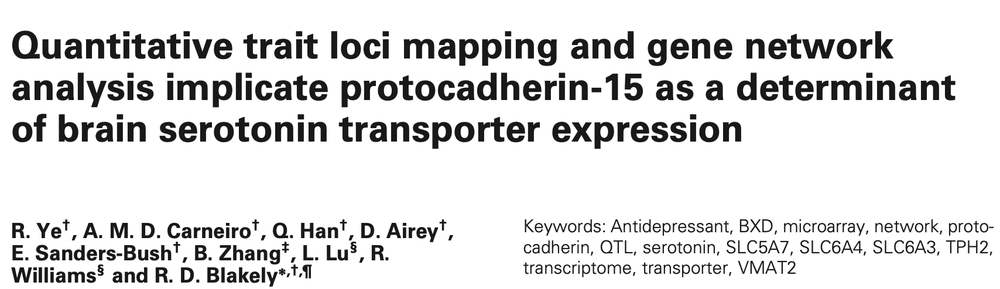 Quantitative trait loci mapping and gene network
analysis implicate protocadherin-15 as a determinant
of brain serotonin transporter expression
R. Ye†, A. M. D. Carneiro†, Q. Han†, D. Airey†,
E. Sanders-Bush†, B. Zhang‡, L. Lu§, R.
Williams§ and R. D. Blakely*,†,¶
Keywords: Antidepressant, BXD, microarray, network, proto-
cadherin, QTL, serotonin, SLC5A7, SLC6A4, SLC6A3, TPH2,
transcriptome, transporter, VMAT2